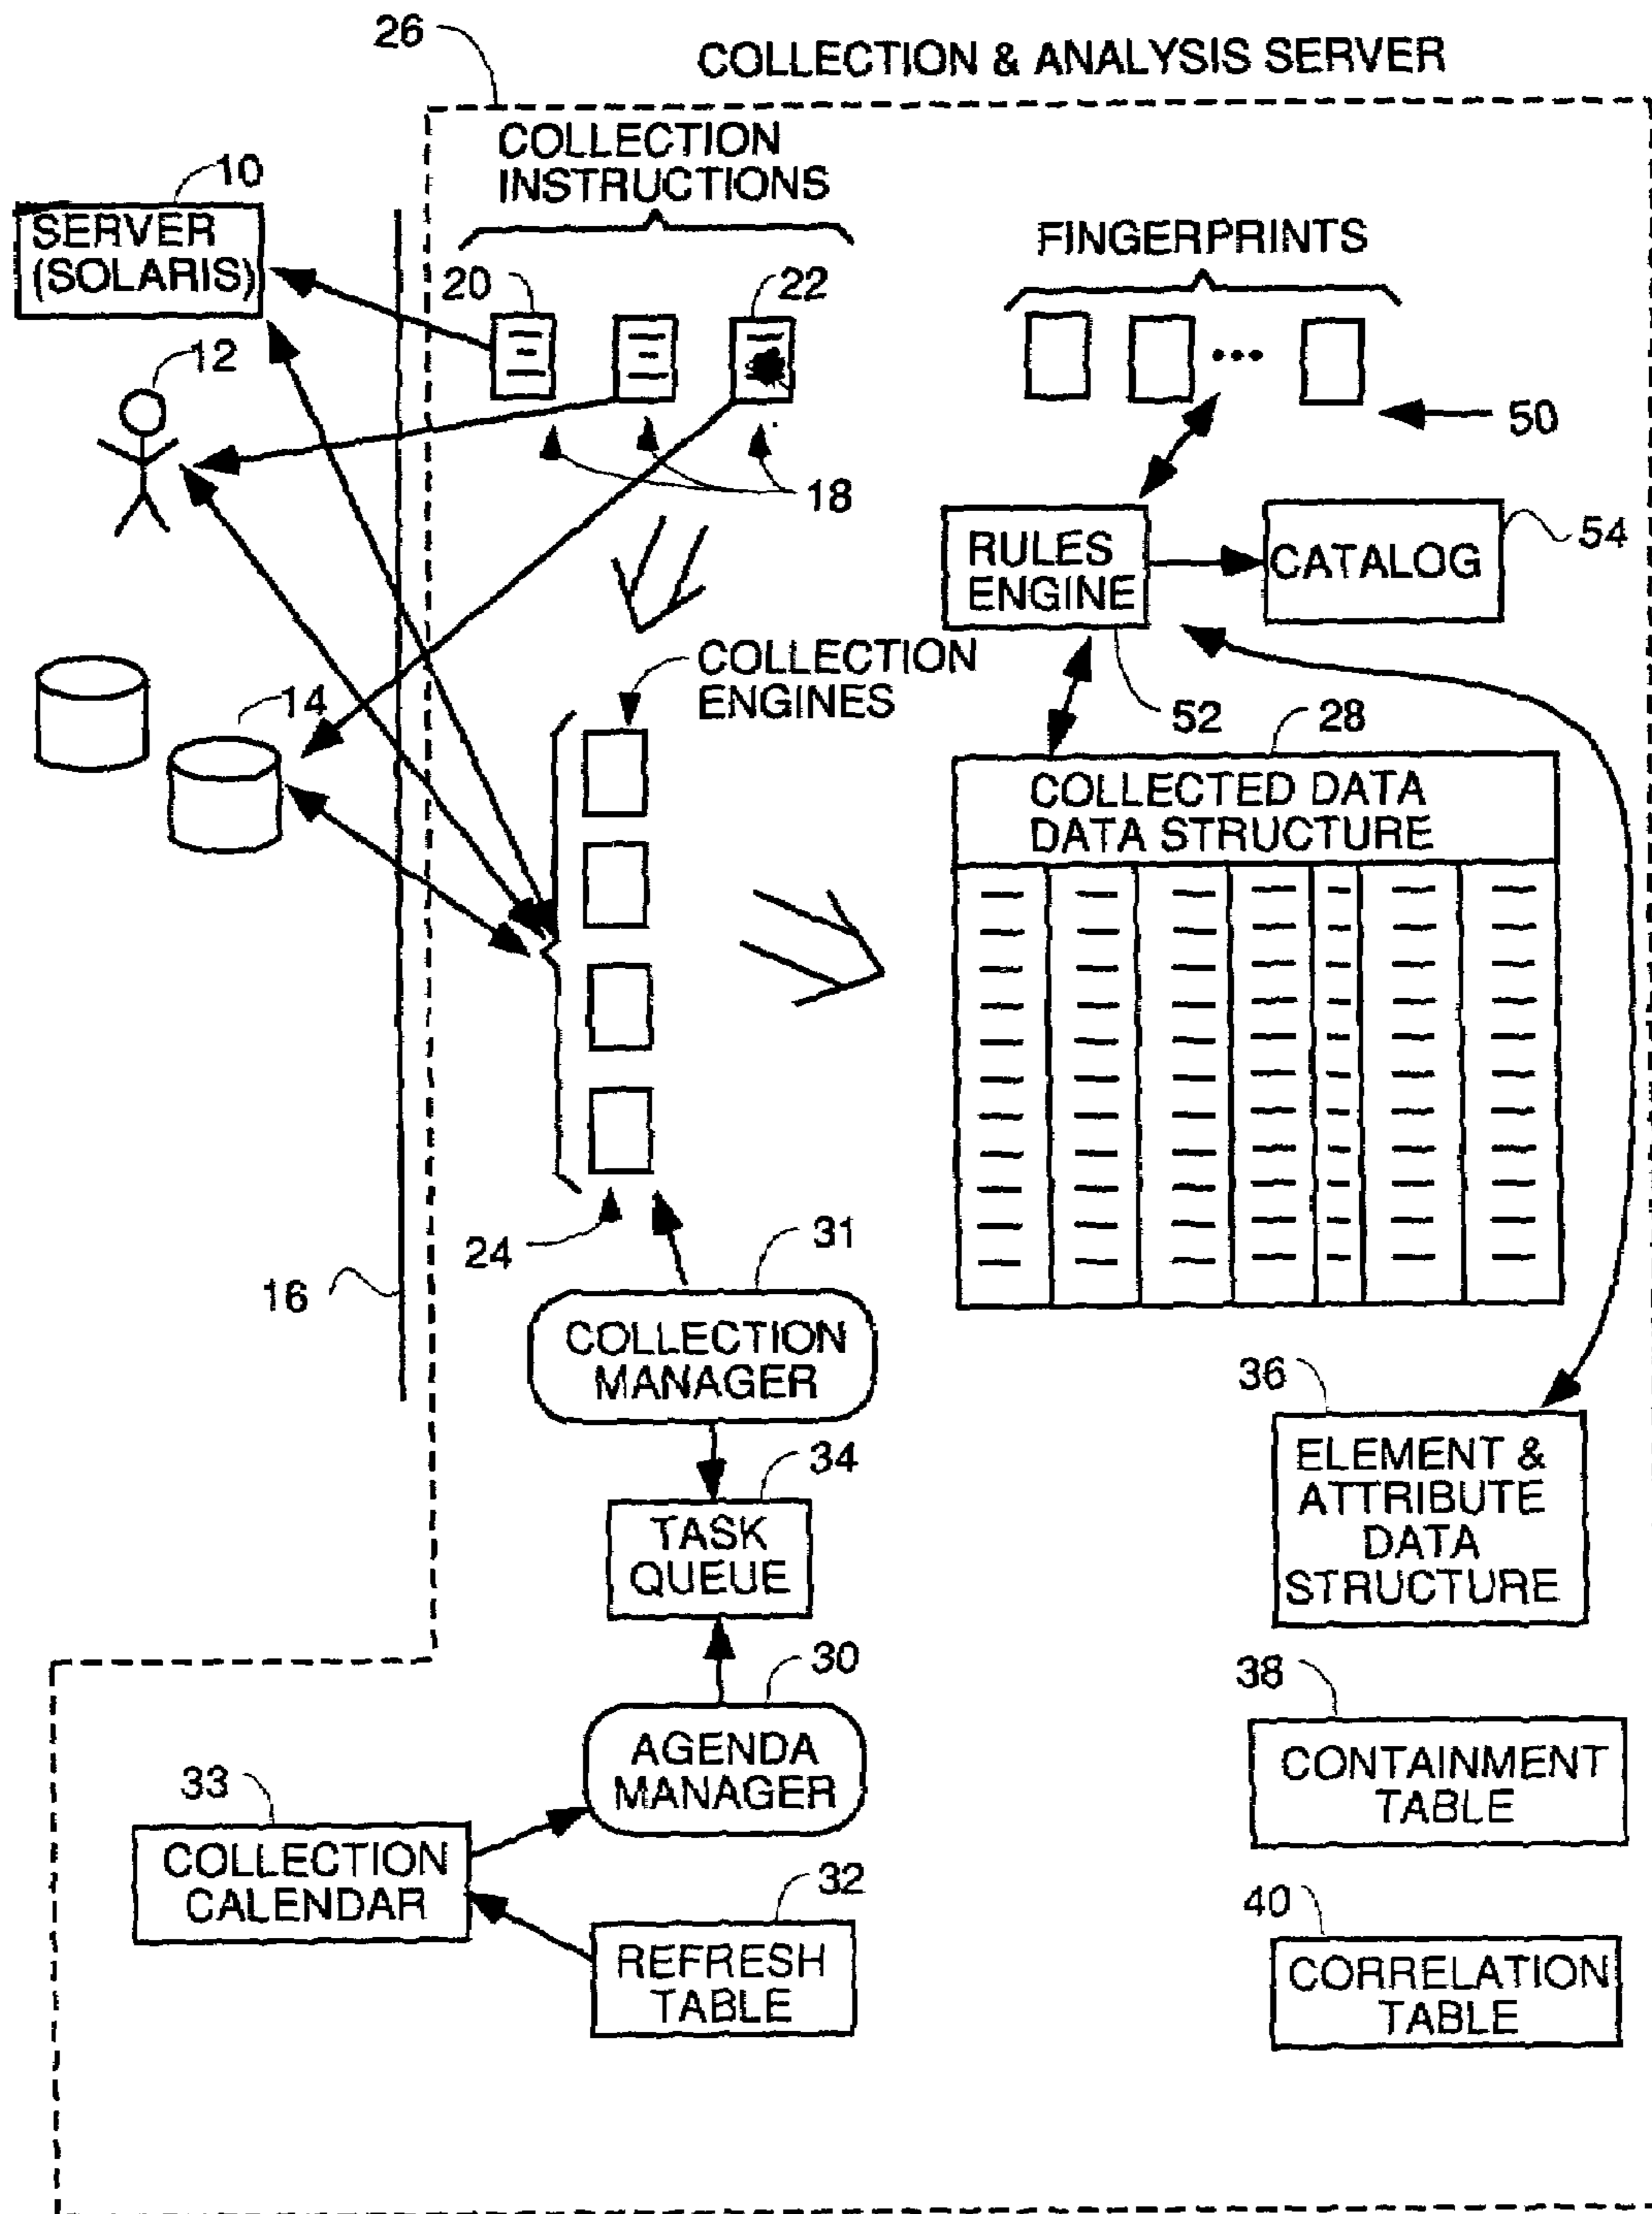 26
COLLECTION & ANALYSIS SERVER
COLLECTION
INSTRUCTIONS
10
SERVER
(SOLARIS)
FINGERPRINTS
20
22
12
50
18
RULES
ENGINE
CATALOG
54
COLLECTION
ENGINES
14
52
28
COLLECTED DATA
DATA STRUCTURE
24
31
16
COLLECTION
MANAGER
36
34
ELEMENT &
ATTRIBUTE
DATA
STRUCTURE
TASK
QUEUE
30
38
AGENDA
MANAGER
CONTAINMENT
TABLE
33
COLLECTION
CALENDAR
32
40
REFRESH
TABLE
CORRELATION
TABLE